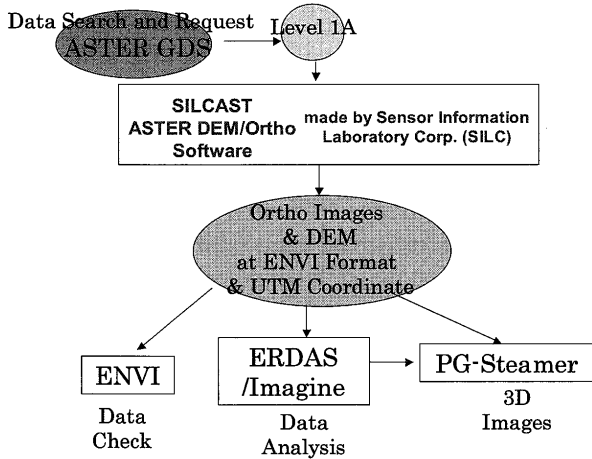 Data Search and Request
ASTER GDS
Level 1A
SILCAST
ASTER DEM/Ortho
Software
made by Sensor Information
Laboratory Corp. (SILC)
Ortho Images
& DEM
at ENVI Format
& UTM Coordinate
ENVI
Data
Check
ERDAS
/Imagine
Data
Analysis
PG-Steamer
3D
Images